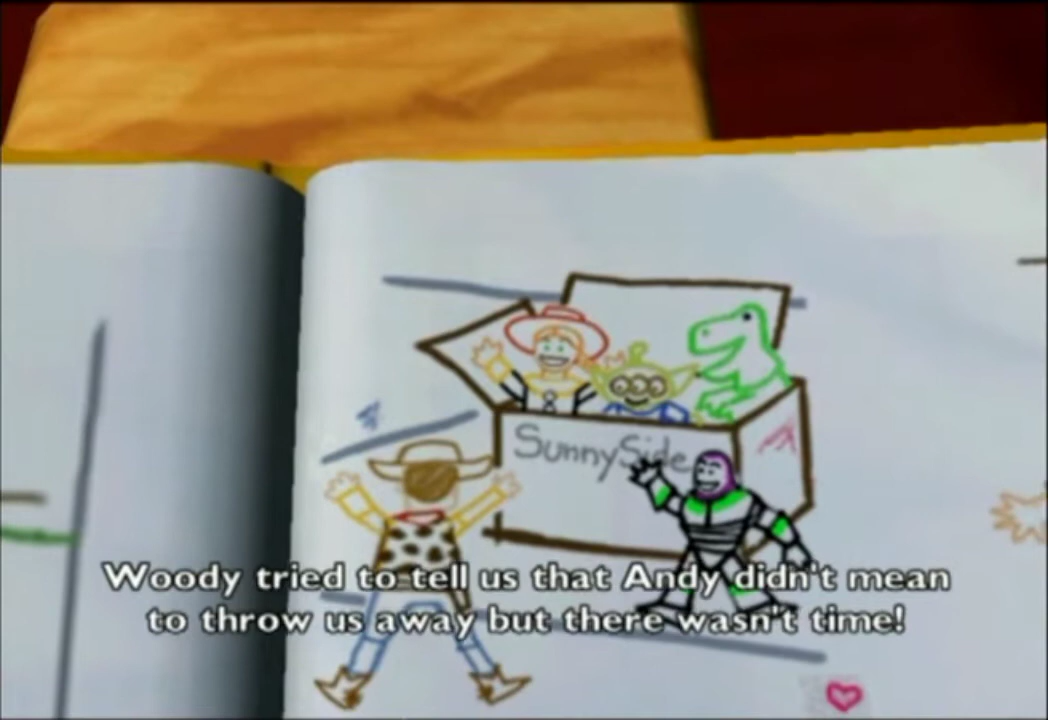 SunnySide
Woody tried to tell us that Andy didn't mean
to throw us away but there wasn't time!